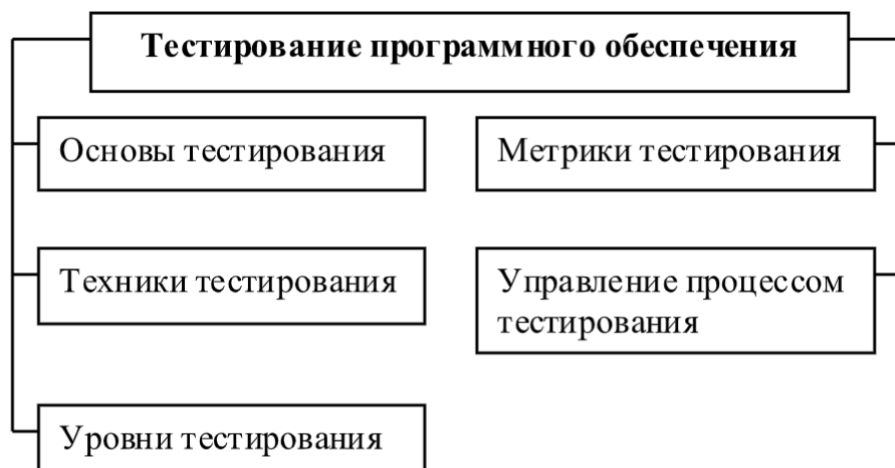 Тестирование программного обеспечения
Основы тестирования
Метрики тестирования
Техники тестирования
Управление процессом
тестирования
Уровни тестирования